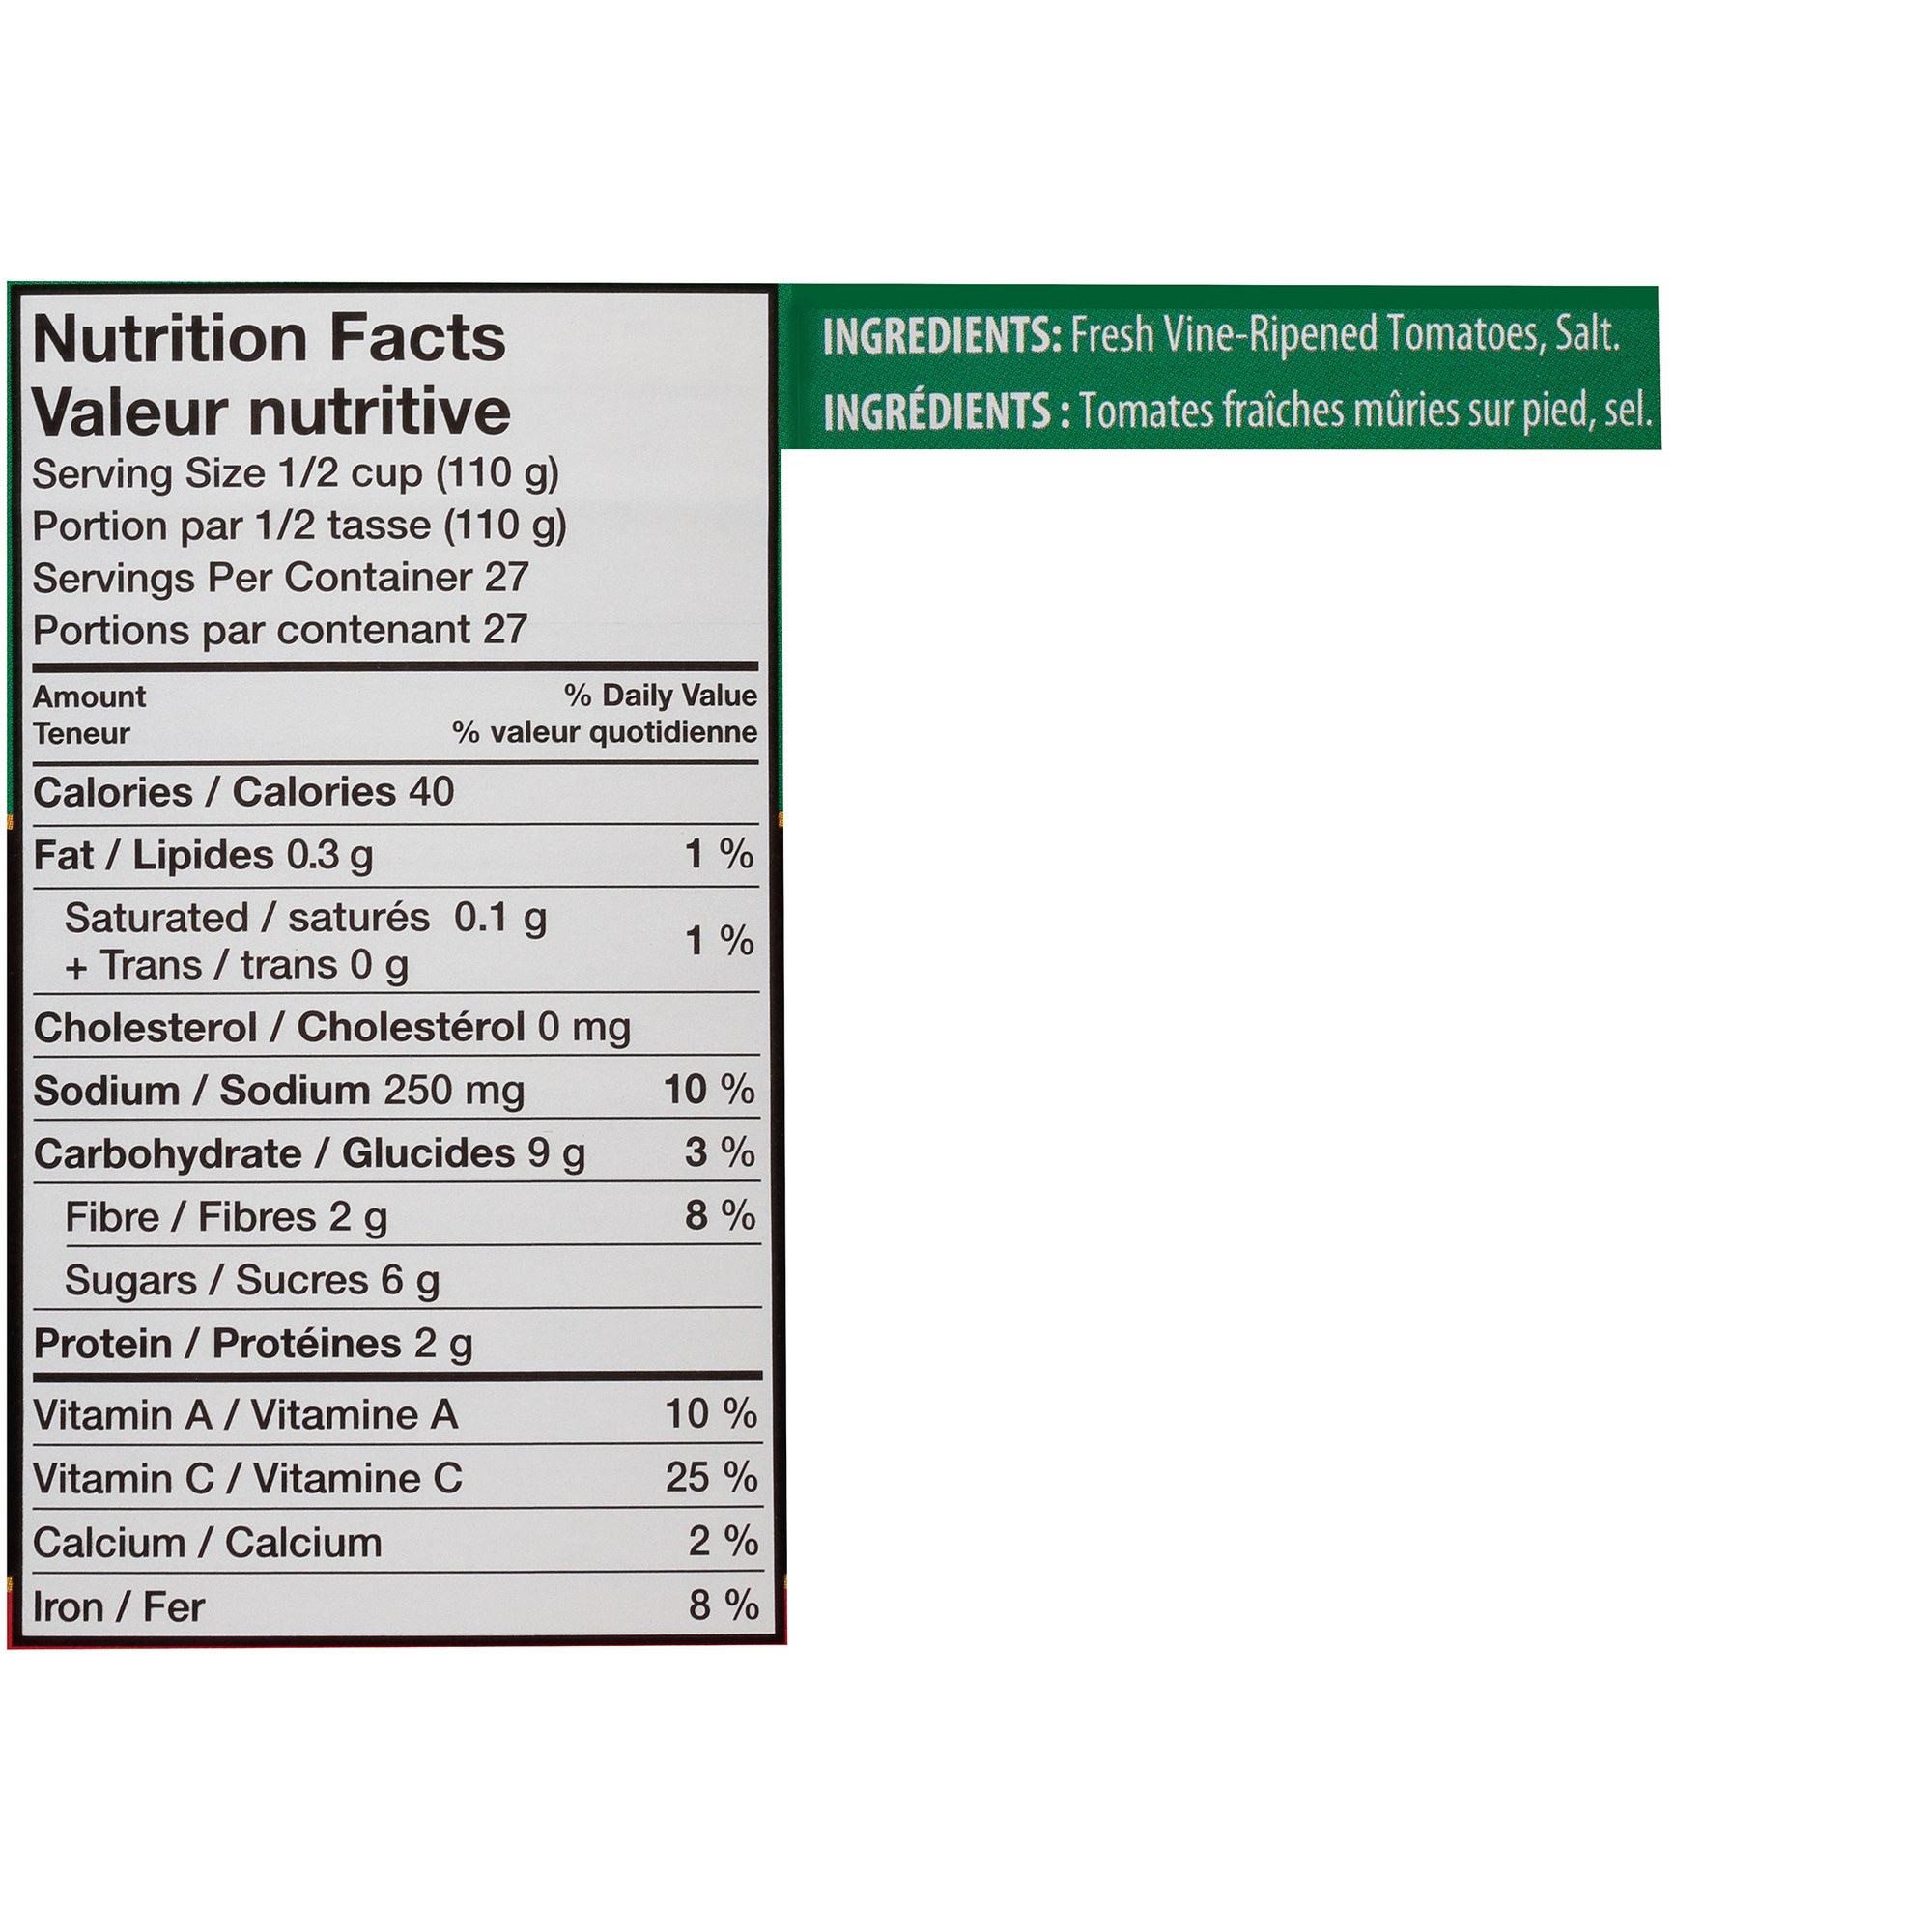 Nutrition Facts
Valeur nutritive
Serving Size 1/2 cup (110 g)
Portion par 1/2 tasse (110 g)
Servings Per Container 27
Portions par contenant 27
Amount % Daily Value
Teneur % valeur quotidienne
Calories / Calories 40
Fat / Lipides 0.3 g 1 %
Saturated / saturés 0.1 g
+ Trans / trans 0 g 1 %
Cholesterol / Cholestérol 0 mg
Sodium / Sodium 250 mg 10 %
Carbohydrate / Glucides 9 g 3 %
Fibre / Fibres 2 g 8 %
Sugars / Sucres 6 g
Protein / Protéines 2 g
Vitamin A / Vitamine A 10 %
Vitamin C / Vitamine C 25 %
Calcium / Calcium 2 %
Iron / Fer 8 %
INGREDIENTS: Fresh Vine-Ripened Tomatoes, Salt.
INGRÉDIENTS : Tomates fraîches mûries sur pied, sel.